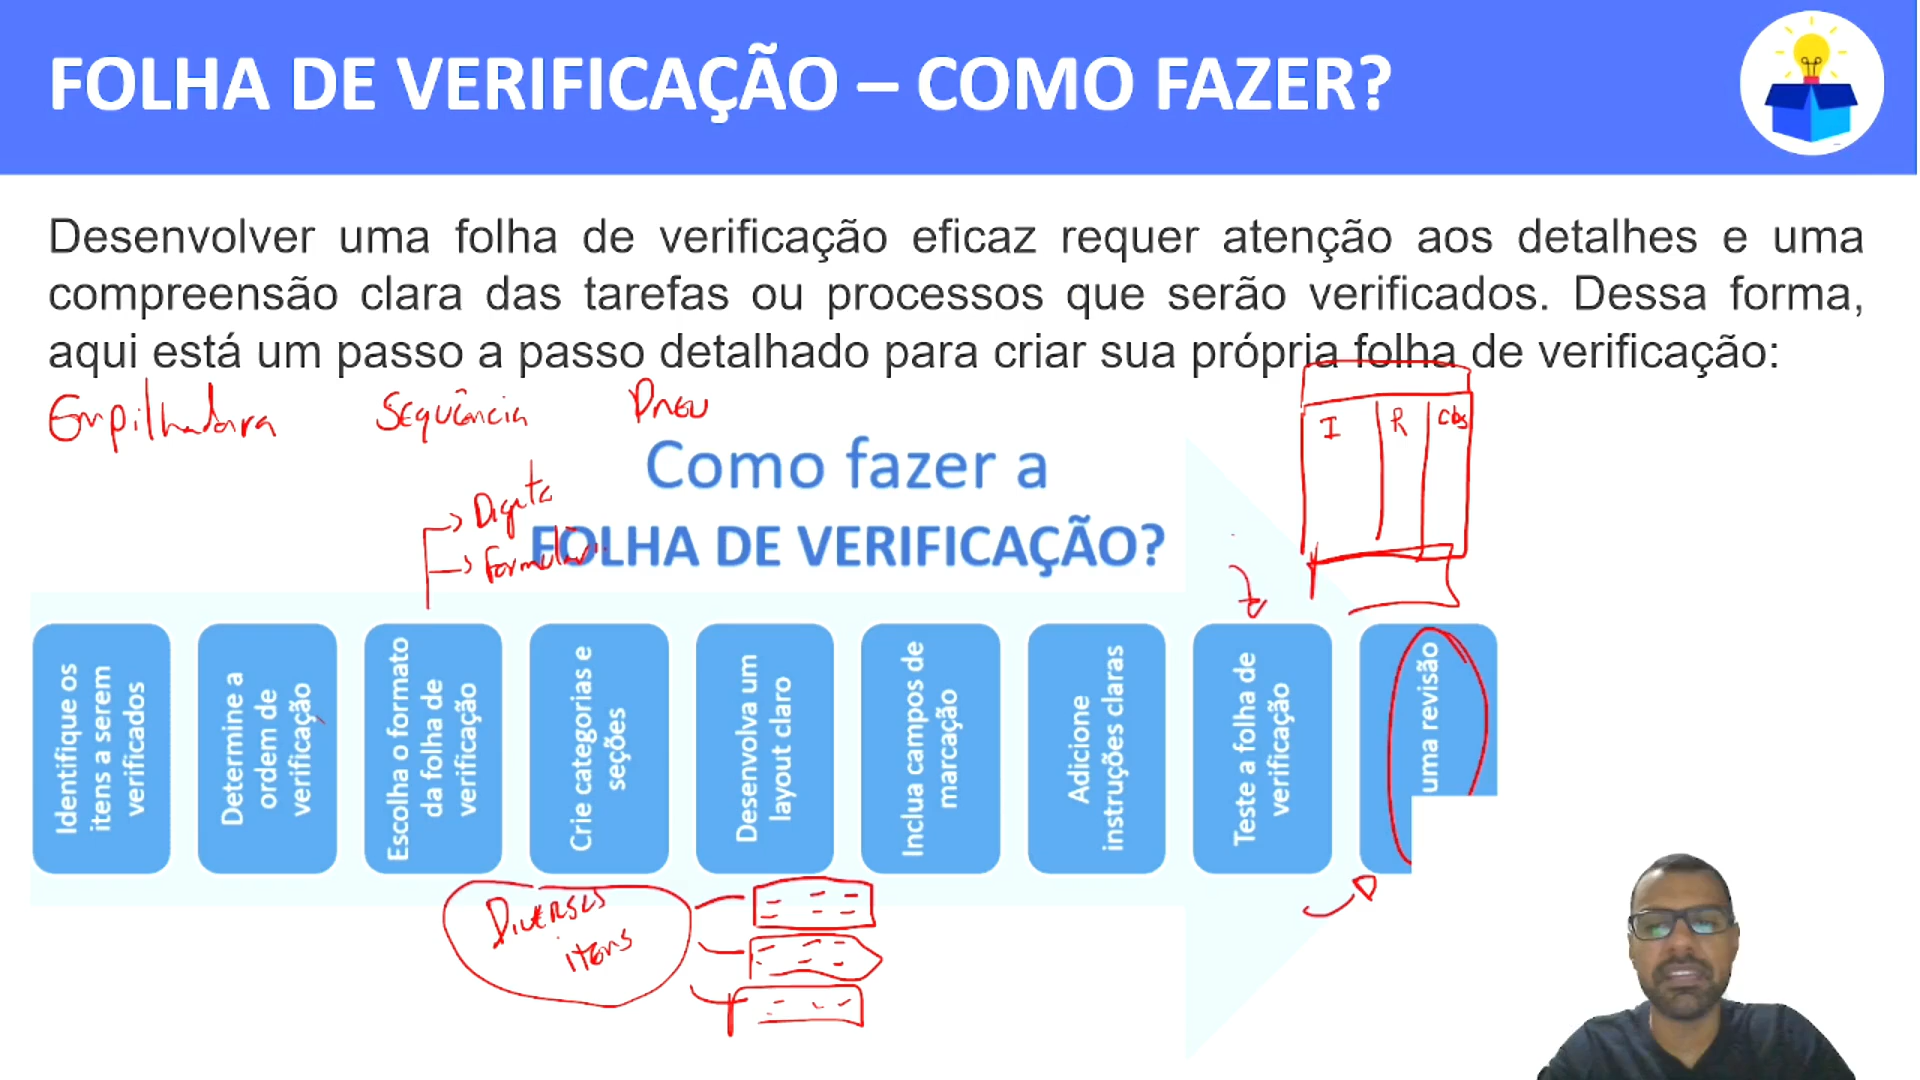 FOLHA DE VERIFICAÇÃO – COMO FAZER?
Desenvolver uma folha de verificação eficaz requer atenção aos detalhes e uma
compreensão clara das tarefas ou processos que serão verificados. Dessa forma,
aqui está um passo a passo detalhado para criar sua própria folha de verificação:
Empilhadeira Sequência Pneu
I R Obs
Como fazer a
FOLHA DE VERIFICAÇÃO?
Identifique os
itens a serem
verificados
Determine a
ordem de
verificação
Escolha o formato
da folha de
verificação
Crie categorias e
seções
Desenvolva um
layout claro
Inclua campos de
marcação
Adicione
instruções claras
Teste a folha de
verificação
uma revisão
Diversos
itens